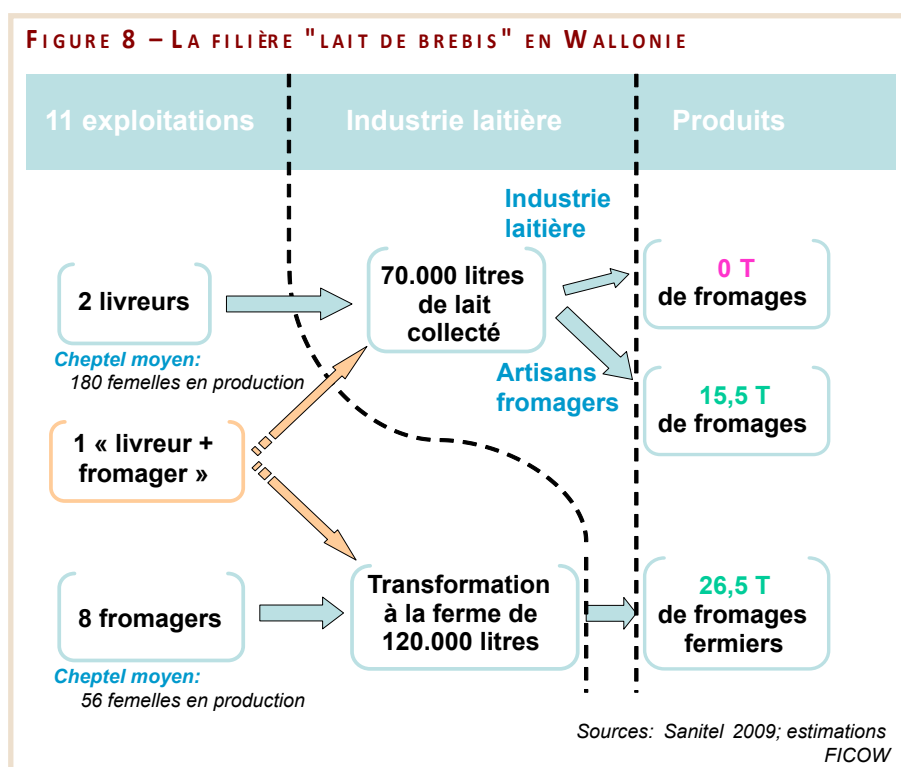 FIGURE 8 – LA FILIÈRE "LAIT DE BREBIS" EN WALLONIE
11 exploitations
Industrie laitière
Produits
Industrie
laitière
2 livreurs
70.000 litres
de lait
collecté
0 T
de fromages
Cheptel moyen:
180 femelles en production
Artisans
fromagers
15,5 T
de fromages
1 « livreur +
fromager »
8 fromagers
Transformation
à la ferme de
120.000 litres
26,5 T
de fromages
fermiers
Cheptel moyen:
56 femelles en production
Sources: Sanitel 2009; estimations
FICOW